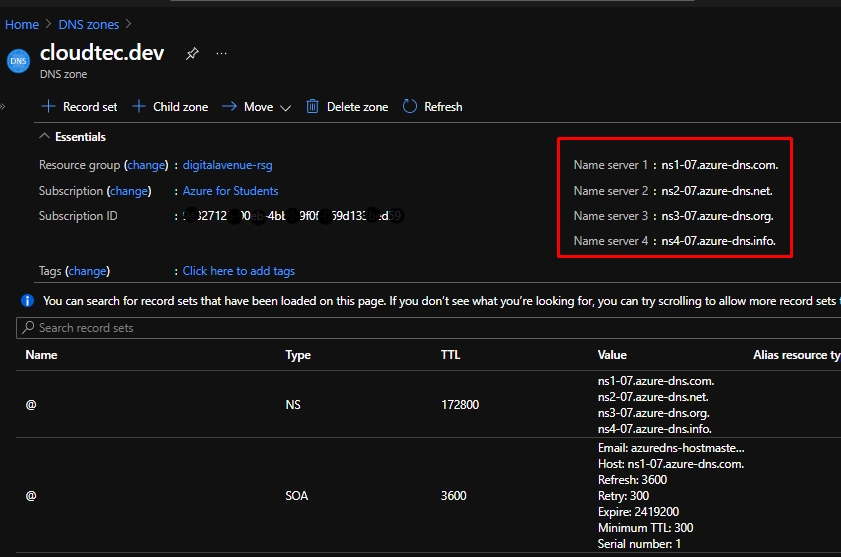 Home > DNS zones >
DNS
cloudtec.dev
DNS zone
Record set
Child zone
Move
Delete zone
Refresh
Essentials
Resource group (change) : digitalavenue-rsg
Subscription (change) : Azure for Students
Subscription ID :
Tags (change) : Click here to add tags
Name server 1 : ns1-07.azure-dns.com.
Name server 2 : ns2-07.azure-dns.net.
Name server 3 : ns3-07.azure-dns.org.
Name server 4 : ns4-07.azure-dns.info.
You can search for record sets that have been loaded on this page. If you don't see what you're looking for, you can try scrolling to allow more record sets
Search record sets
Name Type TTL Value Alias resource ty
@ NS 172800
ns1-07.azure-dns.com.
ns2-07.azure-dns.net.
ns3-07.azure-dns.org.
ns4-07.azure-dns.info.
@ SOA 3600
Email: azuredns-hostmaste...
Host: ns1-07.azure-dns.com.
Refresh: 3600
Retry: 300
Expire: 2419200
Minimum TTL: 300
Serial number: 1